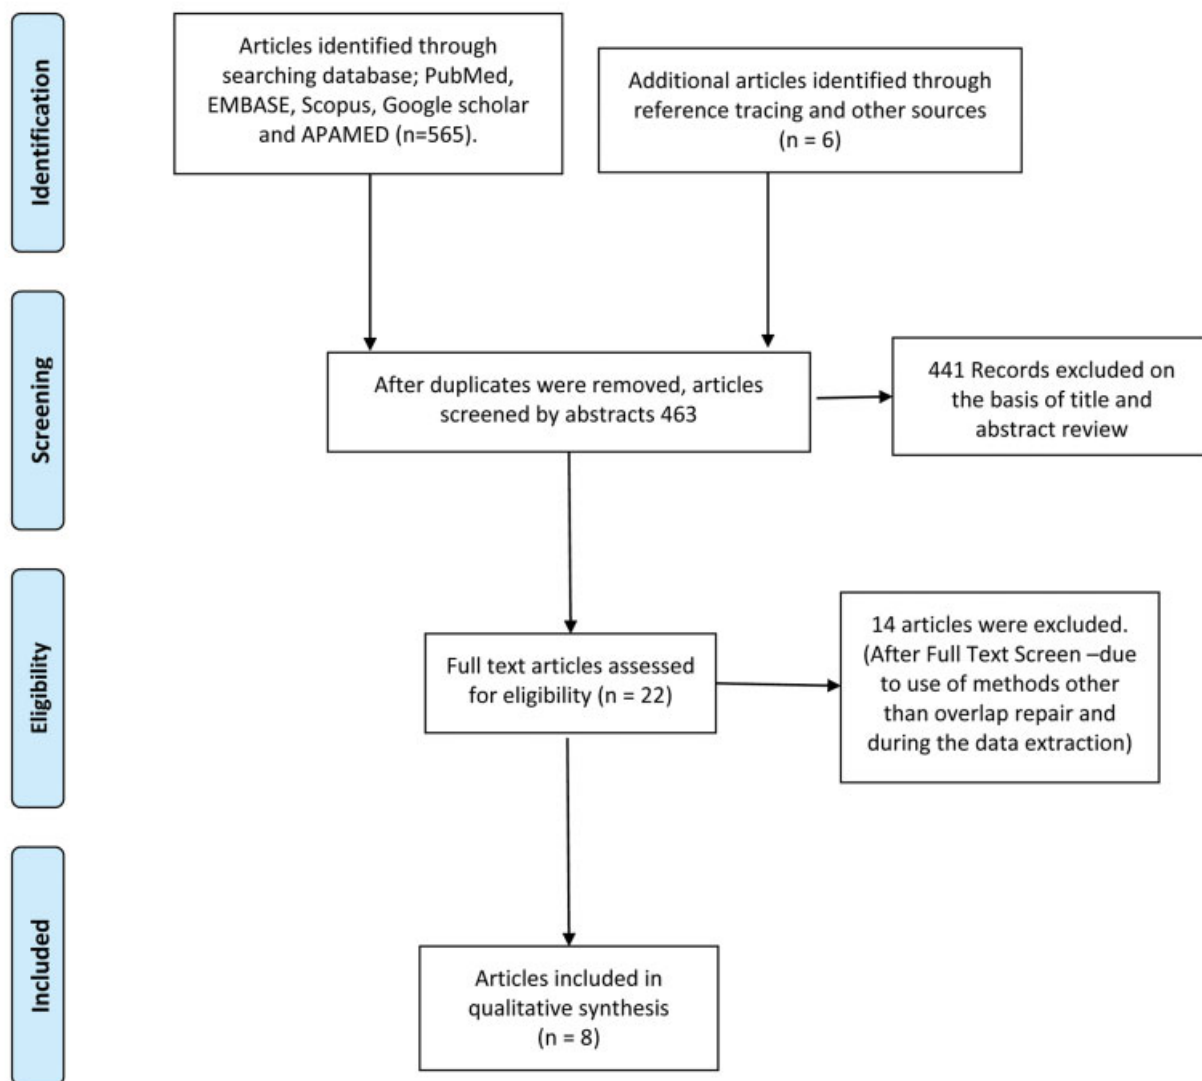 Identification
Articles identified through
searching database; PubMed,
EMBASE, Scopus, Google scholar
and APAMED (n=565).
Additional articles identified through
reference tracing and other sources
(n = 6)
Screening
After duplicates were removed, articles
screened by abstracts 463
441 Records excluded on
the basis of title and
abstract review
Eligibility
Full text articles assessed
for eligibility (n = 22)
14 articles were excluded.
(After Full Text Screen –due
to use of methods other
than overlap repair and
during the data extraction)
Included
Articles included in
qualitative synthesis
(n = 8)